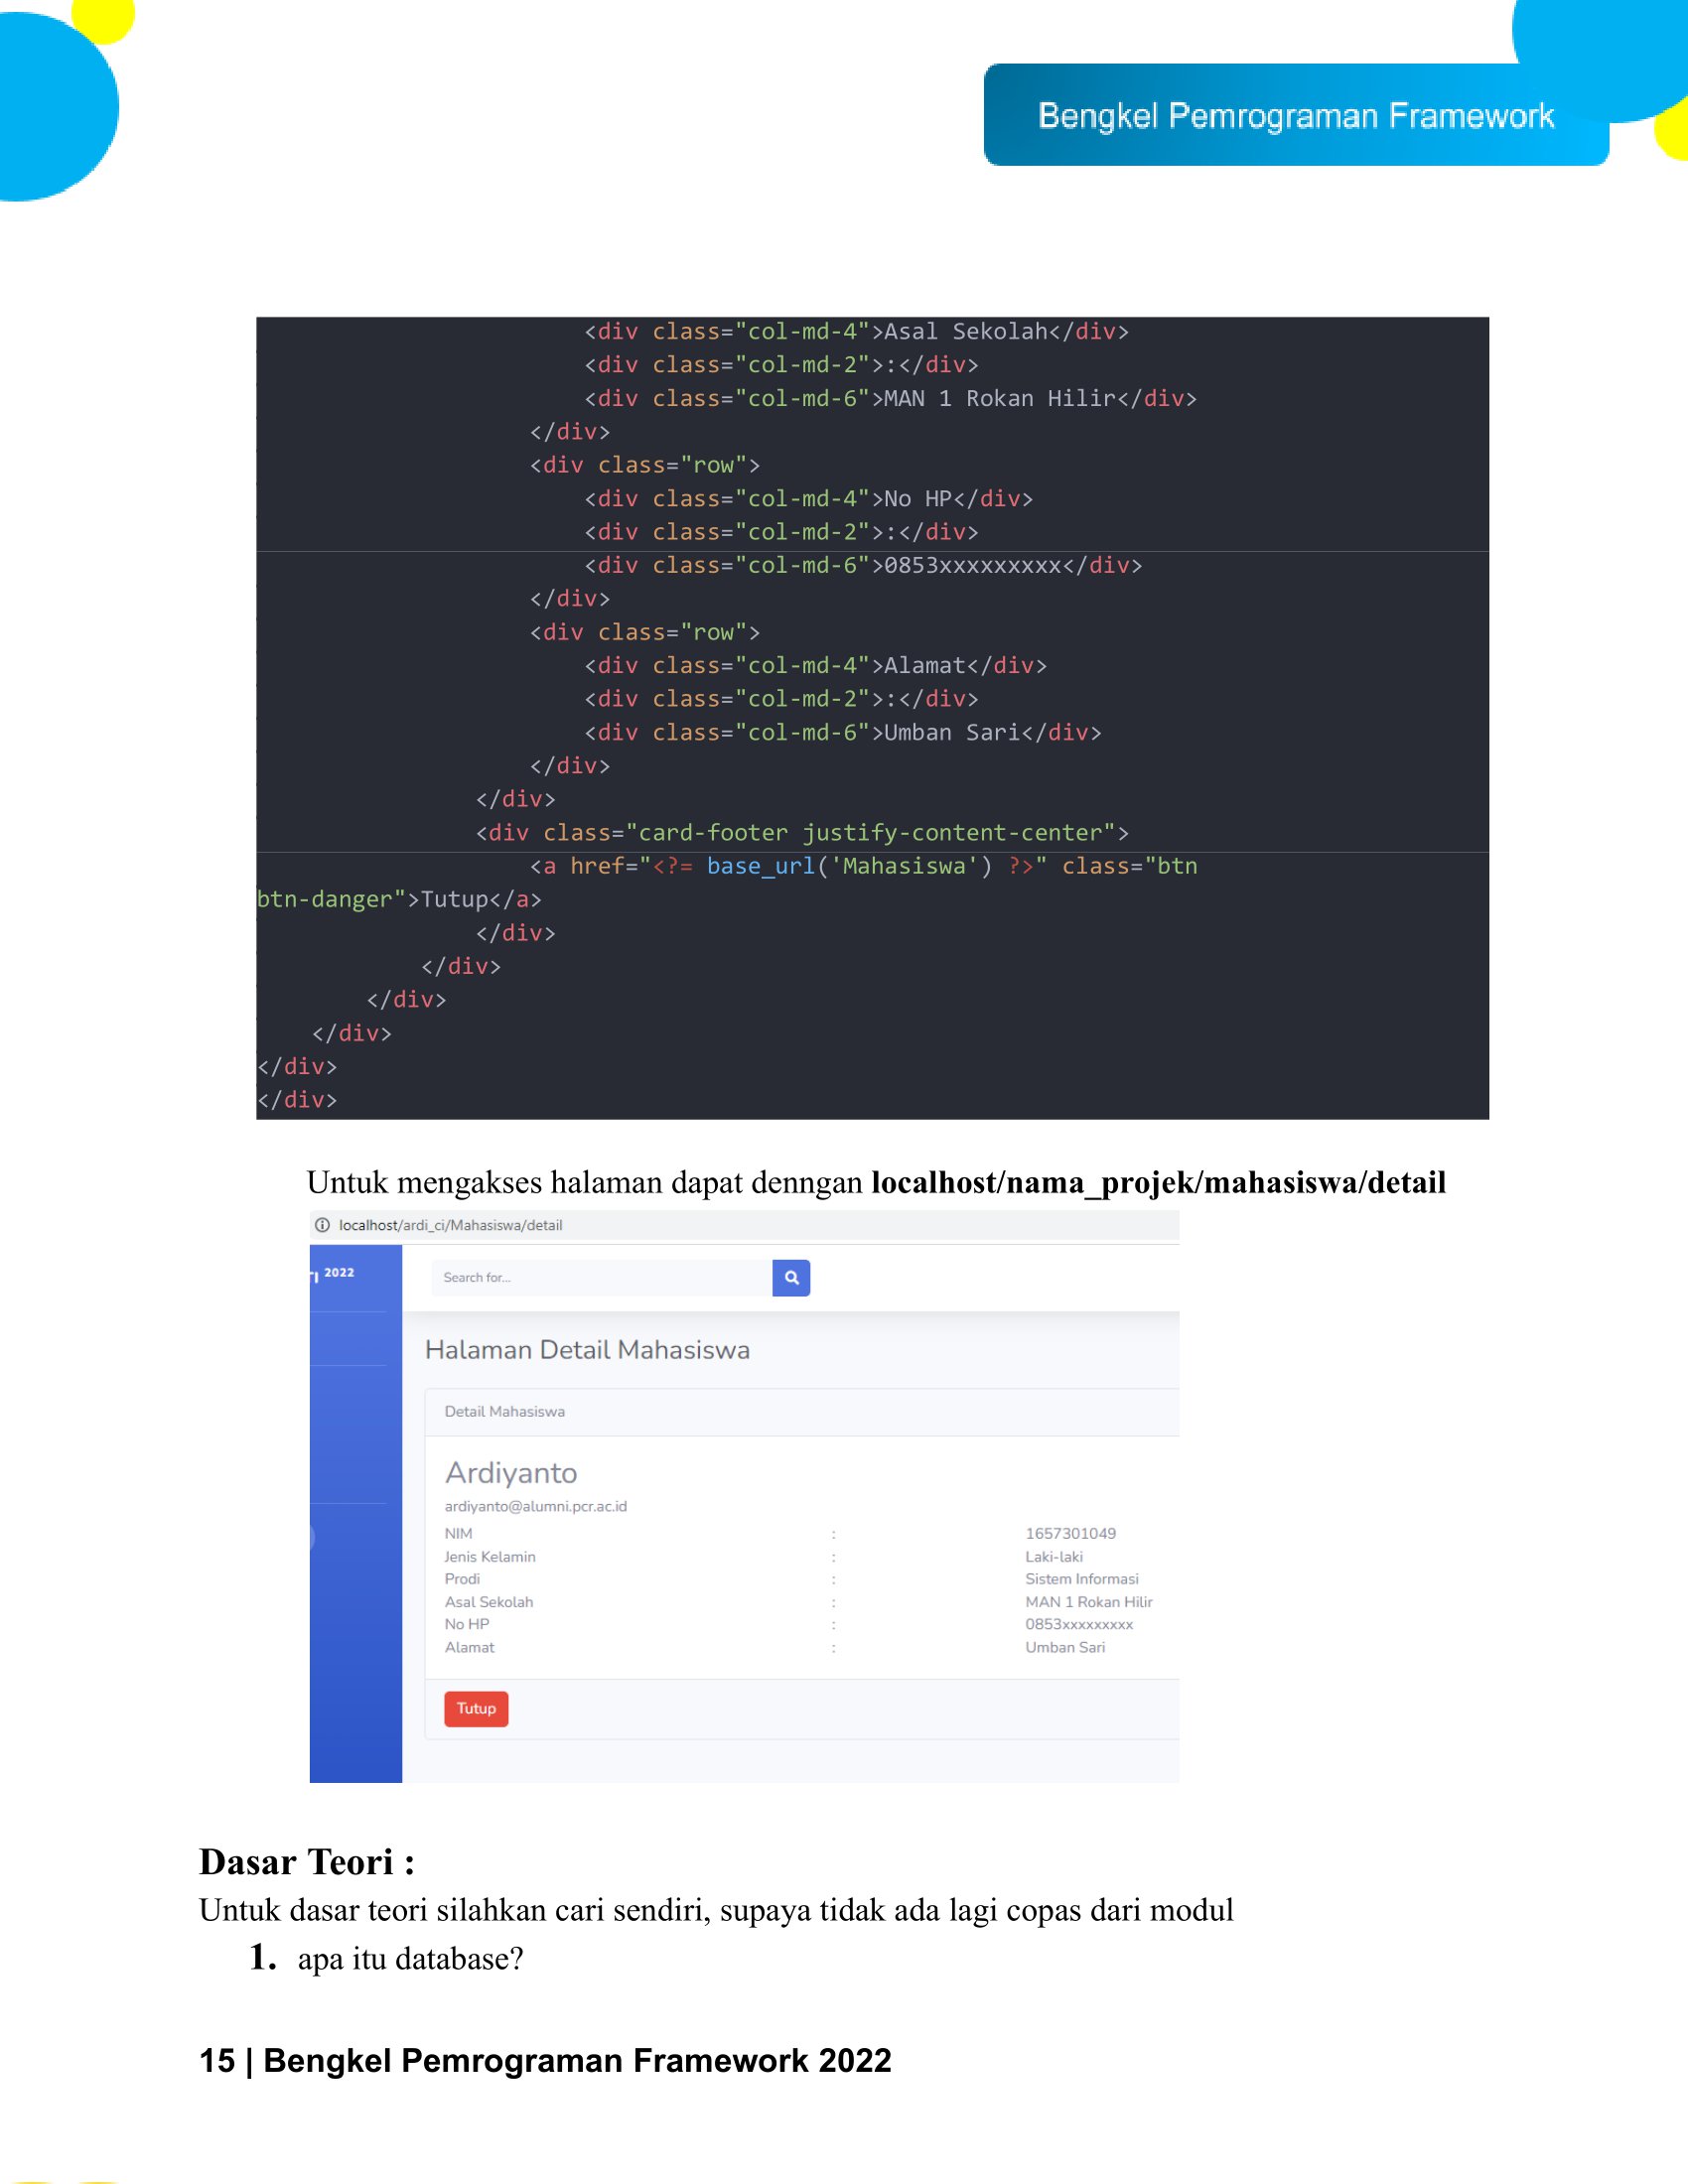 Bengkel Pemrograman Framework
<div class="col-md-4">Asal Sekolah</div>
<div class="col-md-2">:</div>
<div class="col-md-6">MAN 1 Rokan Hilir</div>
</div>
<div class="row">
<div class="col-md-4">No HP</div>
<div class="col-md-2">:</div>
<div class="col-md-6">0853xxxxxxxxx</div>
</div>
<div class="row">
<div class="col-md-4">Alamat</div>
<div class="col-md-2">:</div>
<div class="col-md-6">Umban Sari</div>
</div>
</div>
<div class="card-footer justify-content-center">
<a href="<?= base_url('Mahasiswa') ?>" class="btn
btn-danger">Tutup</a>
</div>
</div>
</div>
</div>
</div>
</div>
Untuk mengakses halaman dapat denngan localhost/nama_projek/mahasiswa/detail
localhost/ardi_ci/Mahasiswa/detail
2022
Search for...
Halaman Detail Mahasiswa
Detail Mahasiswa
Ardiyanto
ardiyanto@alumni.pcr.ac.id
NIM : 1657301049
Jenis Kelamin : Laki-laki
Prodi : Sistem Informasi
Asal Sekolah : MAN 1 Rokan Hilir
No HP : 0853xxxxxxxxx
Alamat : Umban Sari
Tutup
Dasar Teori :
Untuk dasar teori silahkan cari sendiri, supaya tidak ada lagi copas dari modul
1. apa itu database?
15 | Bengkel Pemrograman Framework 2022